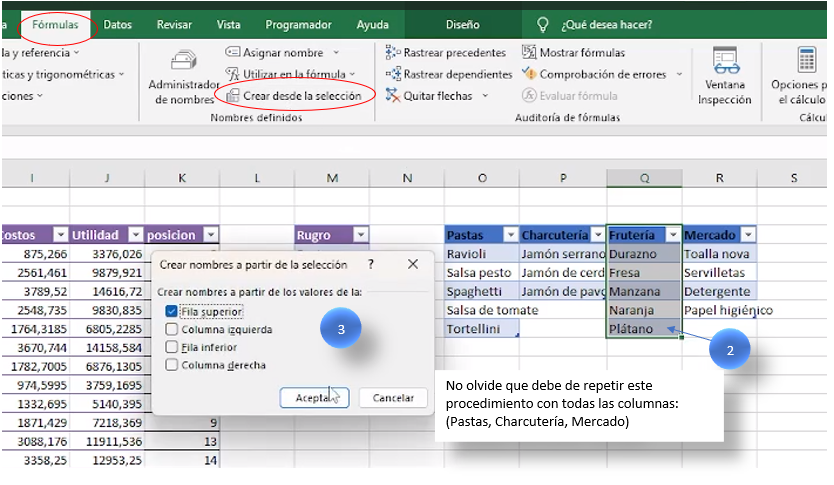 a Fórmulas Datos Revisar Vista Programador Ayuda Diseño ¿Qué desea hacer?
la y referencia
ticas y trigonométricas
ciones
Administrador
de nombres
Asignar nombre
Utilizar en la fórmula
Crear desde la selección
Nombres definidos
Rastrear precedentes
Rastrear dependientes
Quitar flechas
Mostrar fórmulas
Comprobación de errores
Evaluar fórmula
Auditoría de fórmulas
Ventana
Inspección
Opciones p
el cálculo
Cálcu
I J K L M N O P Q R S
Costos Utilidad posicion Rugro Pastas Charcutería Frutería Mercado
875,266 3376,026 Ravioli Jamón serrano Durazno Toalla nova
2561,461 9879,921 Salsa pesto Jamón de cerd Fresa Servilletas
3789,52 14616,72 Spaghetti Jamón de pavo Manzana Detergente
2548,735 9830,835 Salsa de tomate Naranja Papel higiénico
1764,3185 6805,2285 Tortellini Plátano
3670,744 14158,584
1782,7005 6876,1305
974,5995 3759,1695
1332,695 5140,395
1871,429 7218,369 9
3088,176 11911,536 13
3358,25 12953,25 14
Crear nombres a partir de la selección ? X
Crear nombres a partir de los valores de la:
Fila superior
Columna izquierda
Fila inferior
Columna derecha
Aceptar Cancelar
3
2
No olvide que debe de repetir este
procedimiento con todas las columnas:
(Pastas, Charcutería, Mercado)